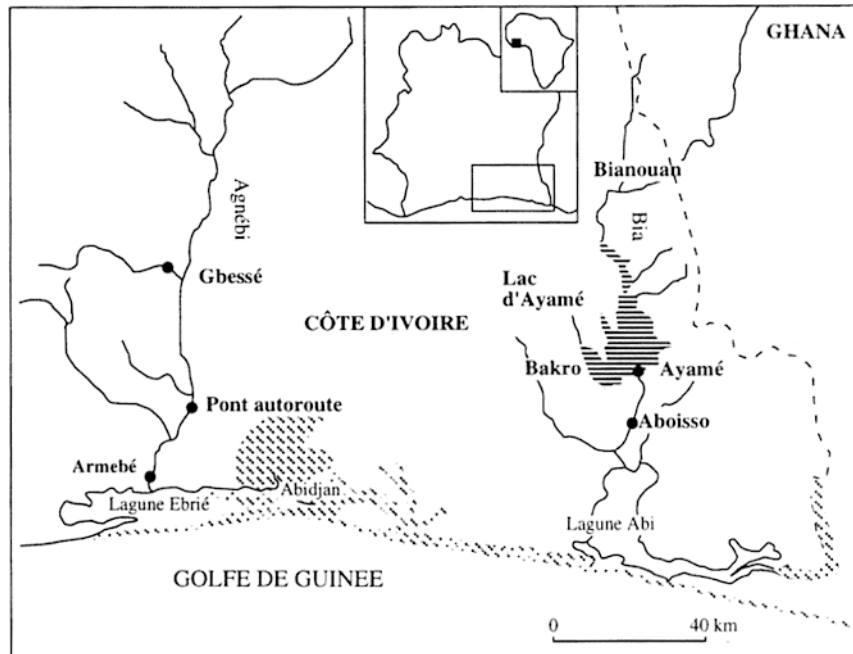 GHANA
Bianouan
Agnébi
Bia
Gbessé
Lac
d'Ayamé
CÔTE D'IVOIRE
Bakro
Ayamé
Pont autoroute
Aboisso
Armebé
Abidjan
Lagune Ebrié
Lagune Abi
GOLFE DE GUINEE
0
40 km